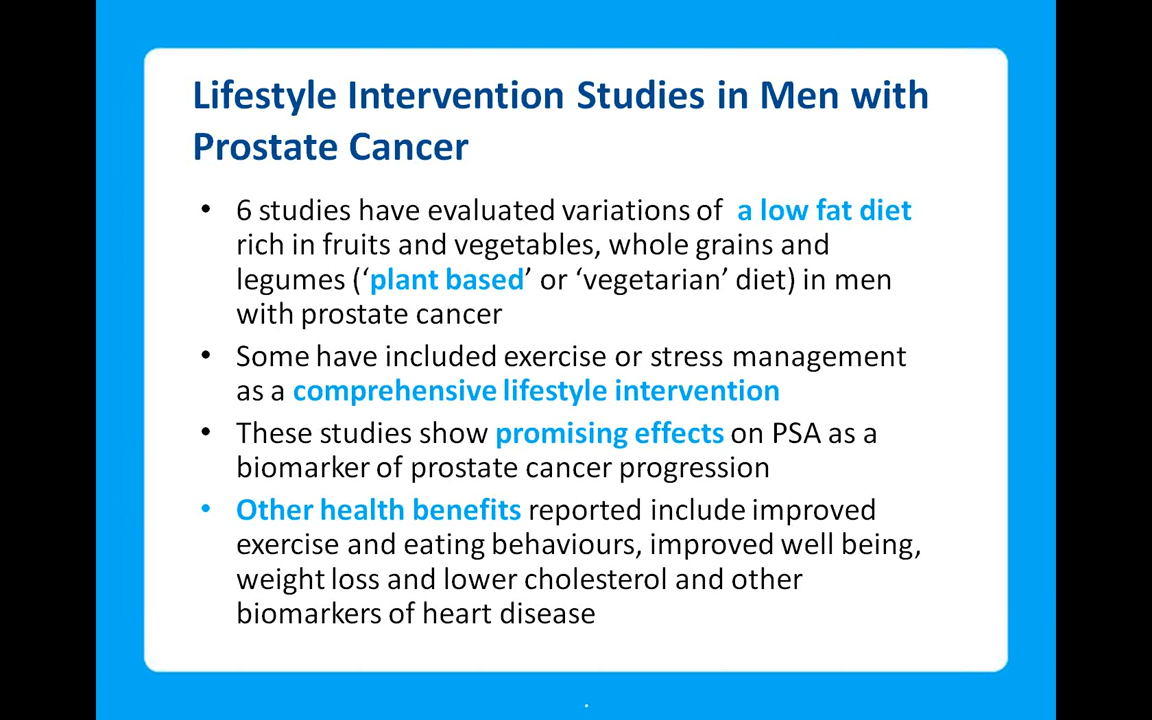 Lifestyle Intervention Studies in Men with
Prostate Cancer
• 6 studies have evaluated variations of a low fat diet
rich in fruits and vegetables, whole grains and
legumes (‘plant based’ or ‘vegetarian’ diet) in men
with prostate cancer
• Some have included exercise or stress management
as a comprehensive lifestyle intervention
• These studies show promising effects on PSA as a
biomarker of prostate cancer progression
• Other health benefits reported include improved
exercise and eating behaviours, improved well being,
weight loss and lower cholesterol and other
biomarkers of heart disease